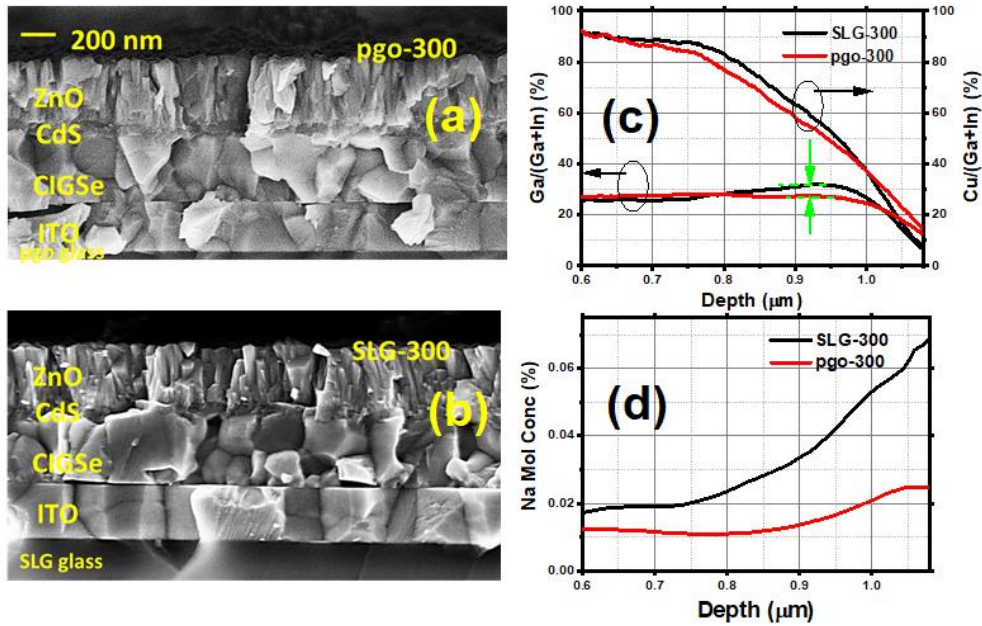 200 nm
pgo-300
ZnO
CdS
CIGSe
ITO
pgo glass
(a)
SLG-300
ZnO
CdS
CIGSe
ITO
SLG glass
(b)
Ga/(Ga+In) (%)
100
80
60
40
20
0
SLG-300
pgo-300
(c)
100
80
60
40
20
0
Cu/(Ga+In) (%)
0.6 0.7 0.8 0.9 1.0
Depth (μm)
Na Mol Conc (%)
0.06
0.04
0.02
0.00
SLG-300
pgo-300
(d)
0.6 0.7 0.8 0.9 1.0
Depth (μm)